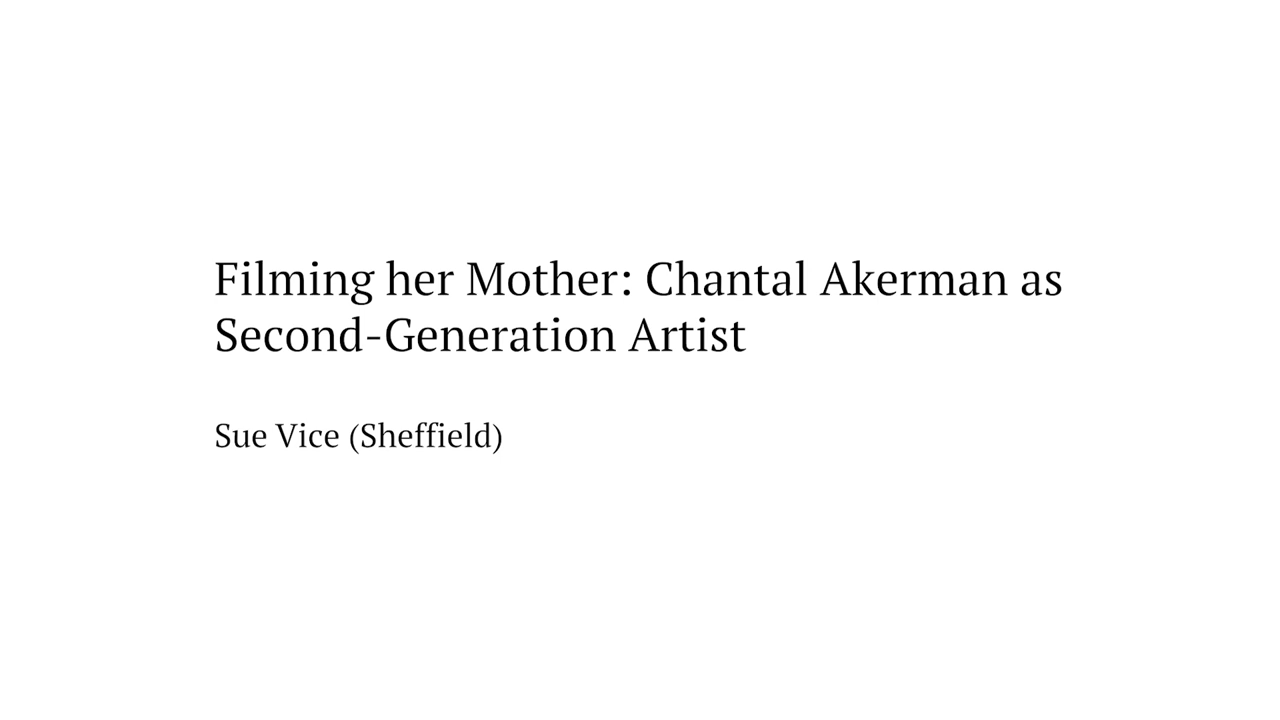 Filming her Mother: Chantal Akerman as
Second-Generation Artist
Sue Vice (Sheffield)